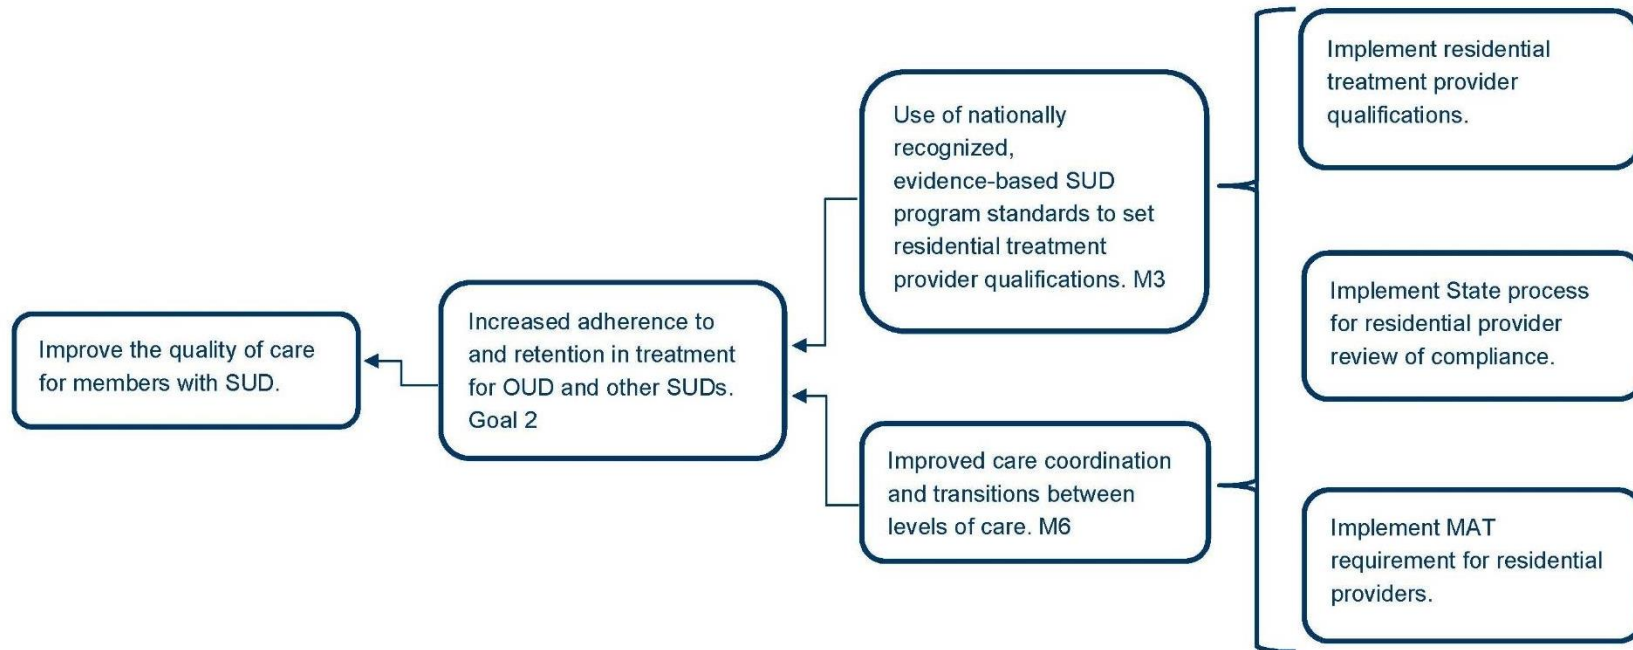 Improve the quality of care
for members with SUD.
Increased adherence to
and retention in treatment
for OUD and other SUDs.
Goal 2
Use of nationally
recognized,
evidence-based SUD
program standards to set
residential treatment
provider qualifications. M3
Improved care coordination
and transitions between
levels of care. M6
Implement residential
treatment provider
qualifications.
Implement State process
for residential provider
review of compliance.
Implement MAT
requirement for residential
providers.